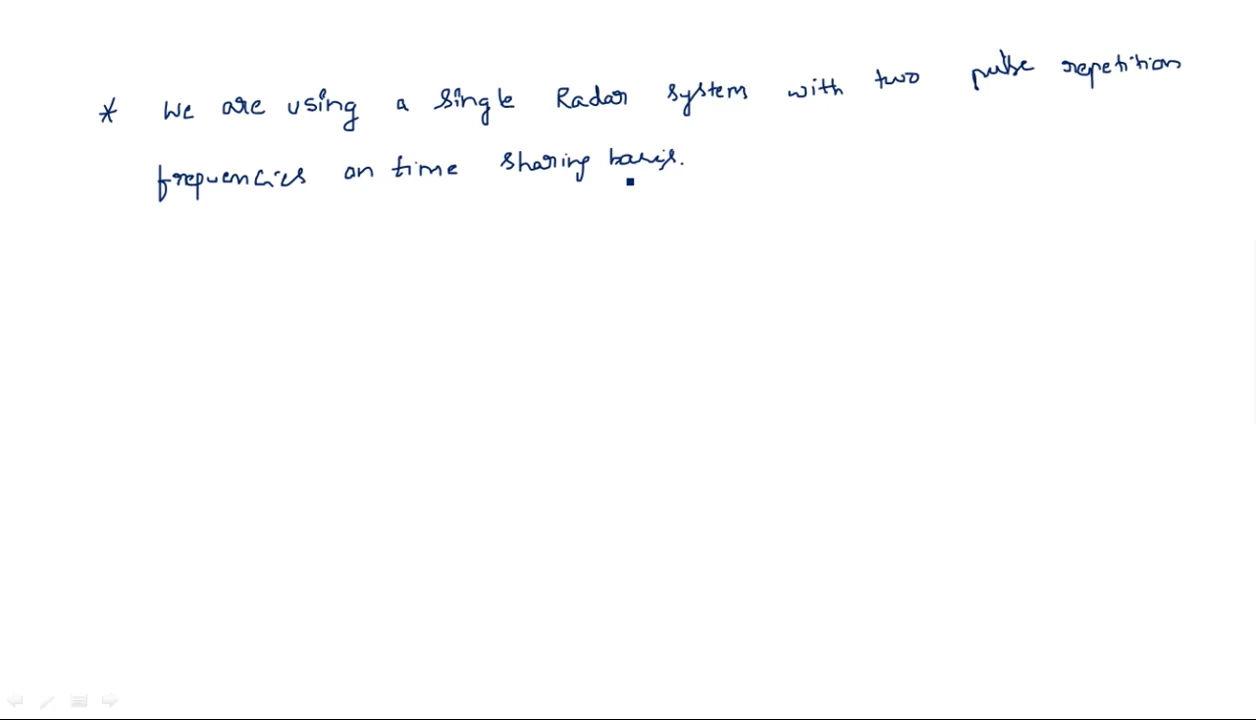 * We are using a single Radar system with two pulse repetition
frequencies on time sharing basis.